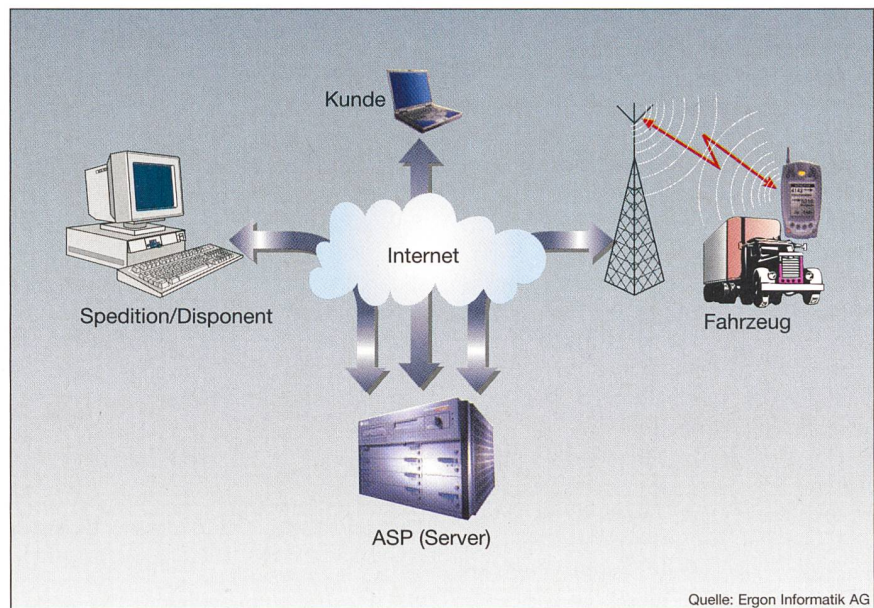 Kunde
Internet
Spedition/Disponent
Fahrzeug
ASP (Server)
Quelle: Ergon Informatik AG